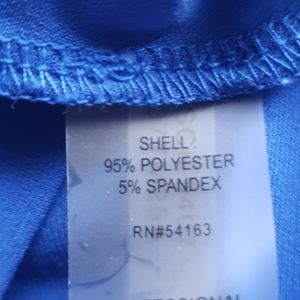 SHELL:
95% POLYESTER
5% SPANDEX
RN#54163